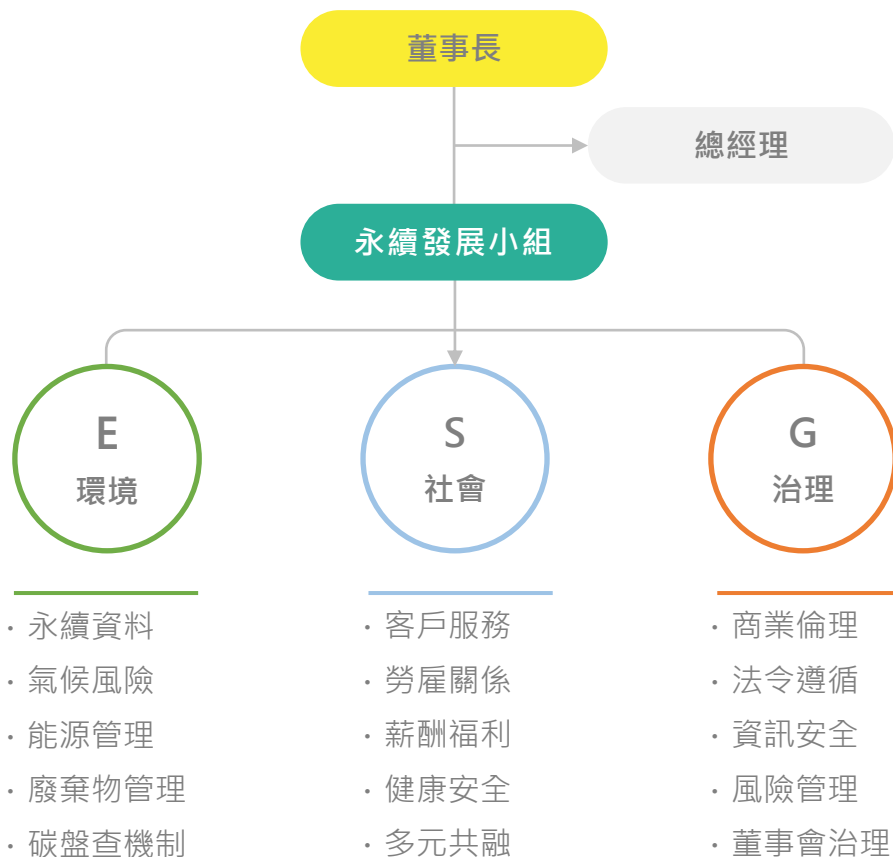 董事長
總經理
永續發展小組
E
環境
S
社會
G
治理
· 永續資料
· 氣候風險
· 能源管理
· 廢棄物管理
· 碳盤查機制
· 客戶服務
· 勞雇關係
· 薪酬福利
· 健康安全
· 多元共融
· 商業倫理
· 法令遵循
· 資訊安全
· 風險管理
· 董事會治理